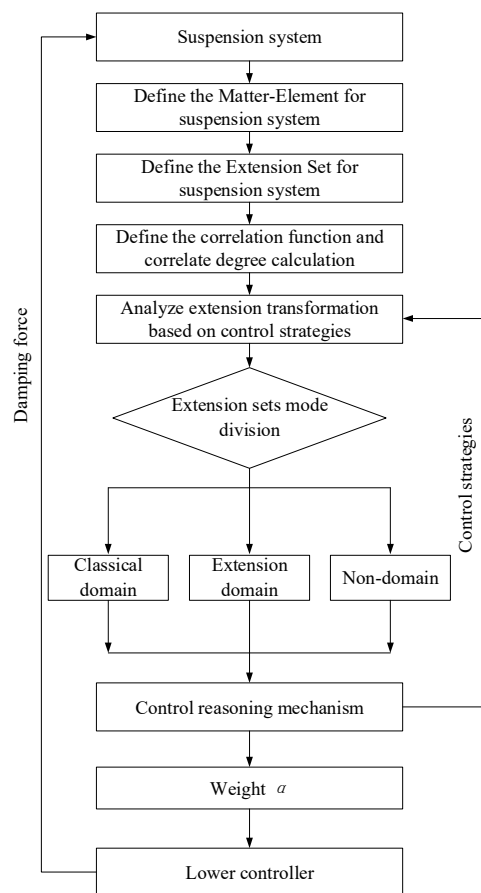 Suspension system
Define the Matter-Element for
suspension system
Define the Extension Set for
suspension system
Define the correlation function and
correlate degree calculation
Analyze extension transformation
based on control strategies
Extension sets mode
division
Classical
domain
Extension
domain
Non-domain
Control reasoning mechanism
Weight α
Lower controller
Damping force
Control strategies